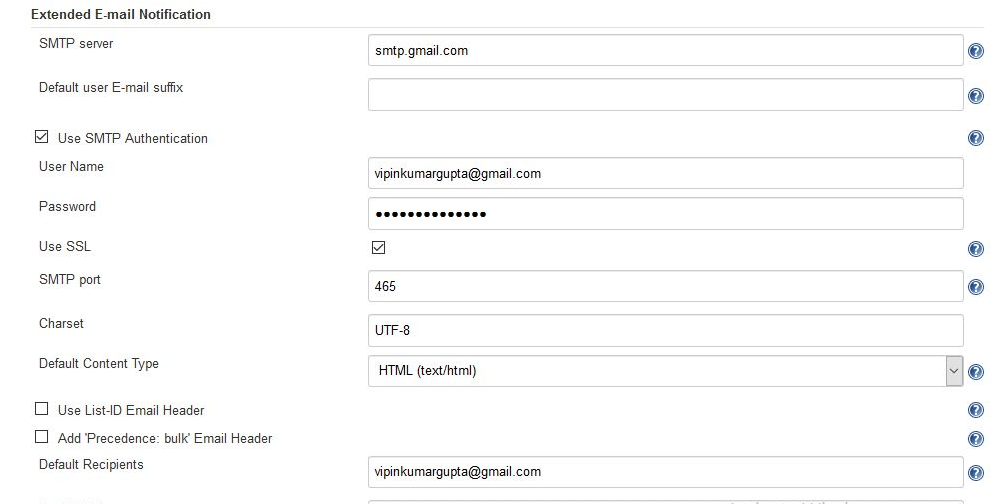 Extended E-mail Notification
SMTP server
smtp.gmail.com
Default user E-mail suffix
Use SMTP Authentication
User Name
vipinkumargupta@gmail.com
Password
••••••••••••••
Use SSL
SMTP port
465
Charset
UTF-8
Default Content Type
HTML (text/html)
Use List-ID Email Header
Add 'Precedence: bulk' Email Header
Default Recipients
vipinkumargupta@gmail.com